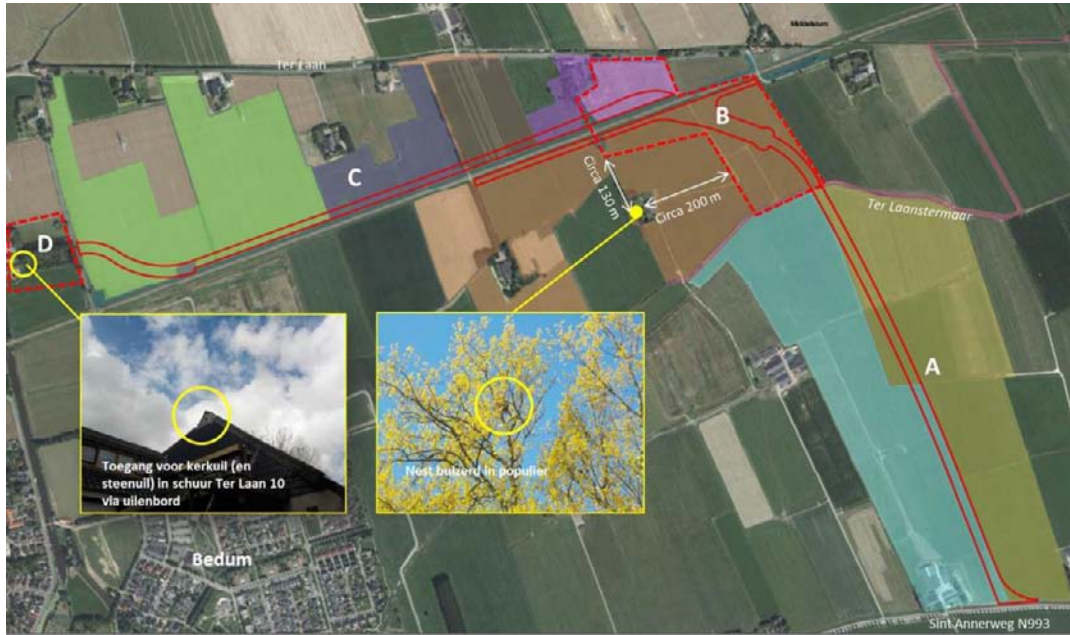 Middelstum
Ter Laan
B
C
Circa 130 m
Circa 200 m
Ter Laanstermaar
D
A
Toegang voor kerkuil (en
steenuil) in schuur Ter Laan 10
via uilenbord
Nest buizerd in populier
Bedum
Sint Annerweg N993